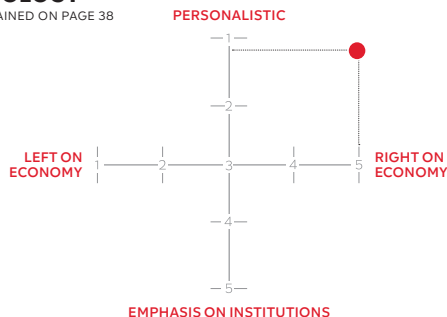 AINED ON PAGE 38
PERSONALISTIC
1
2
LEFT ON
ECONOMY
1 2 3 4 5
RIGHT ON
ECONOMY
4
5
EMPHASIS ON INSTITUTIONS